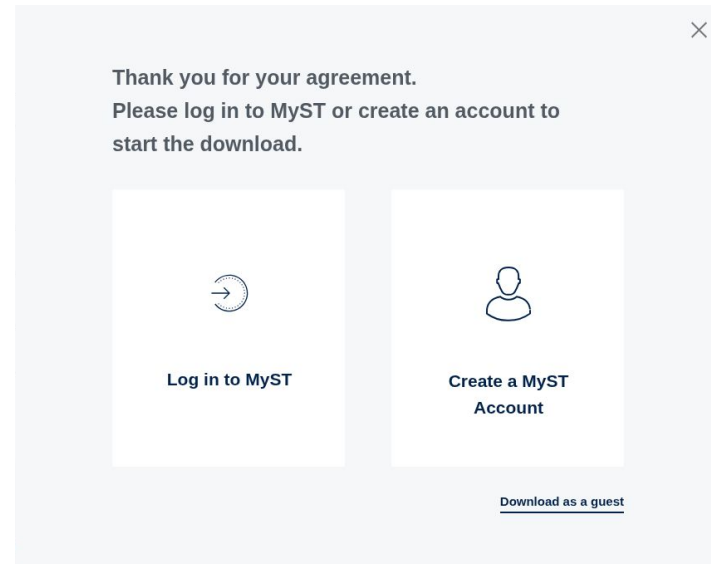 Thank you for your agreement.
Please log in to MyST or create an account to
start the download.
Log in to MyST
Create a MyST
Account
Download as a guest